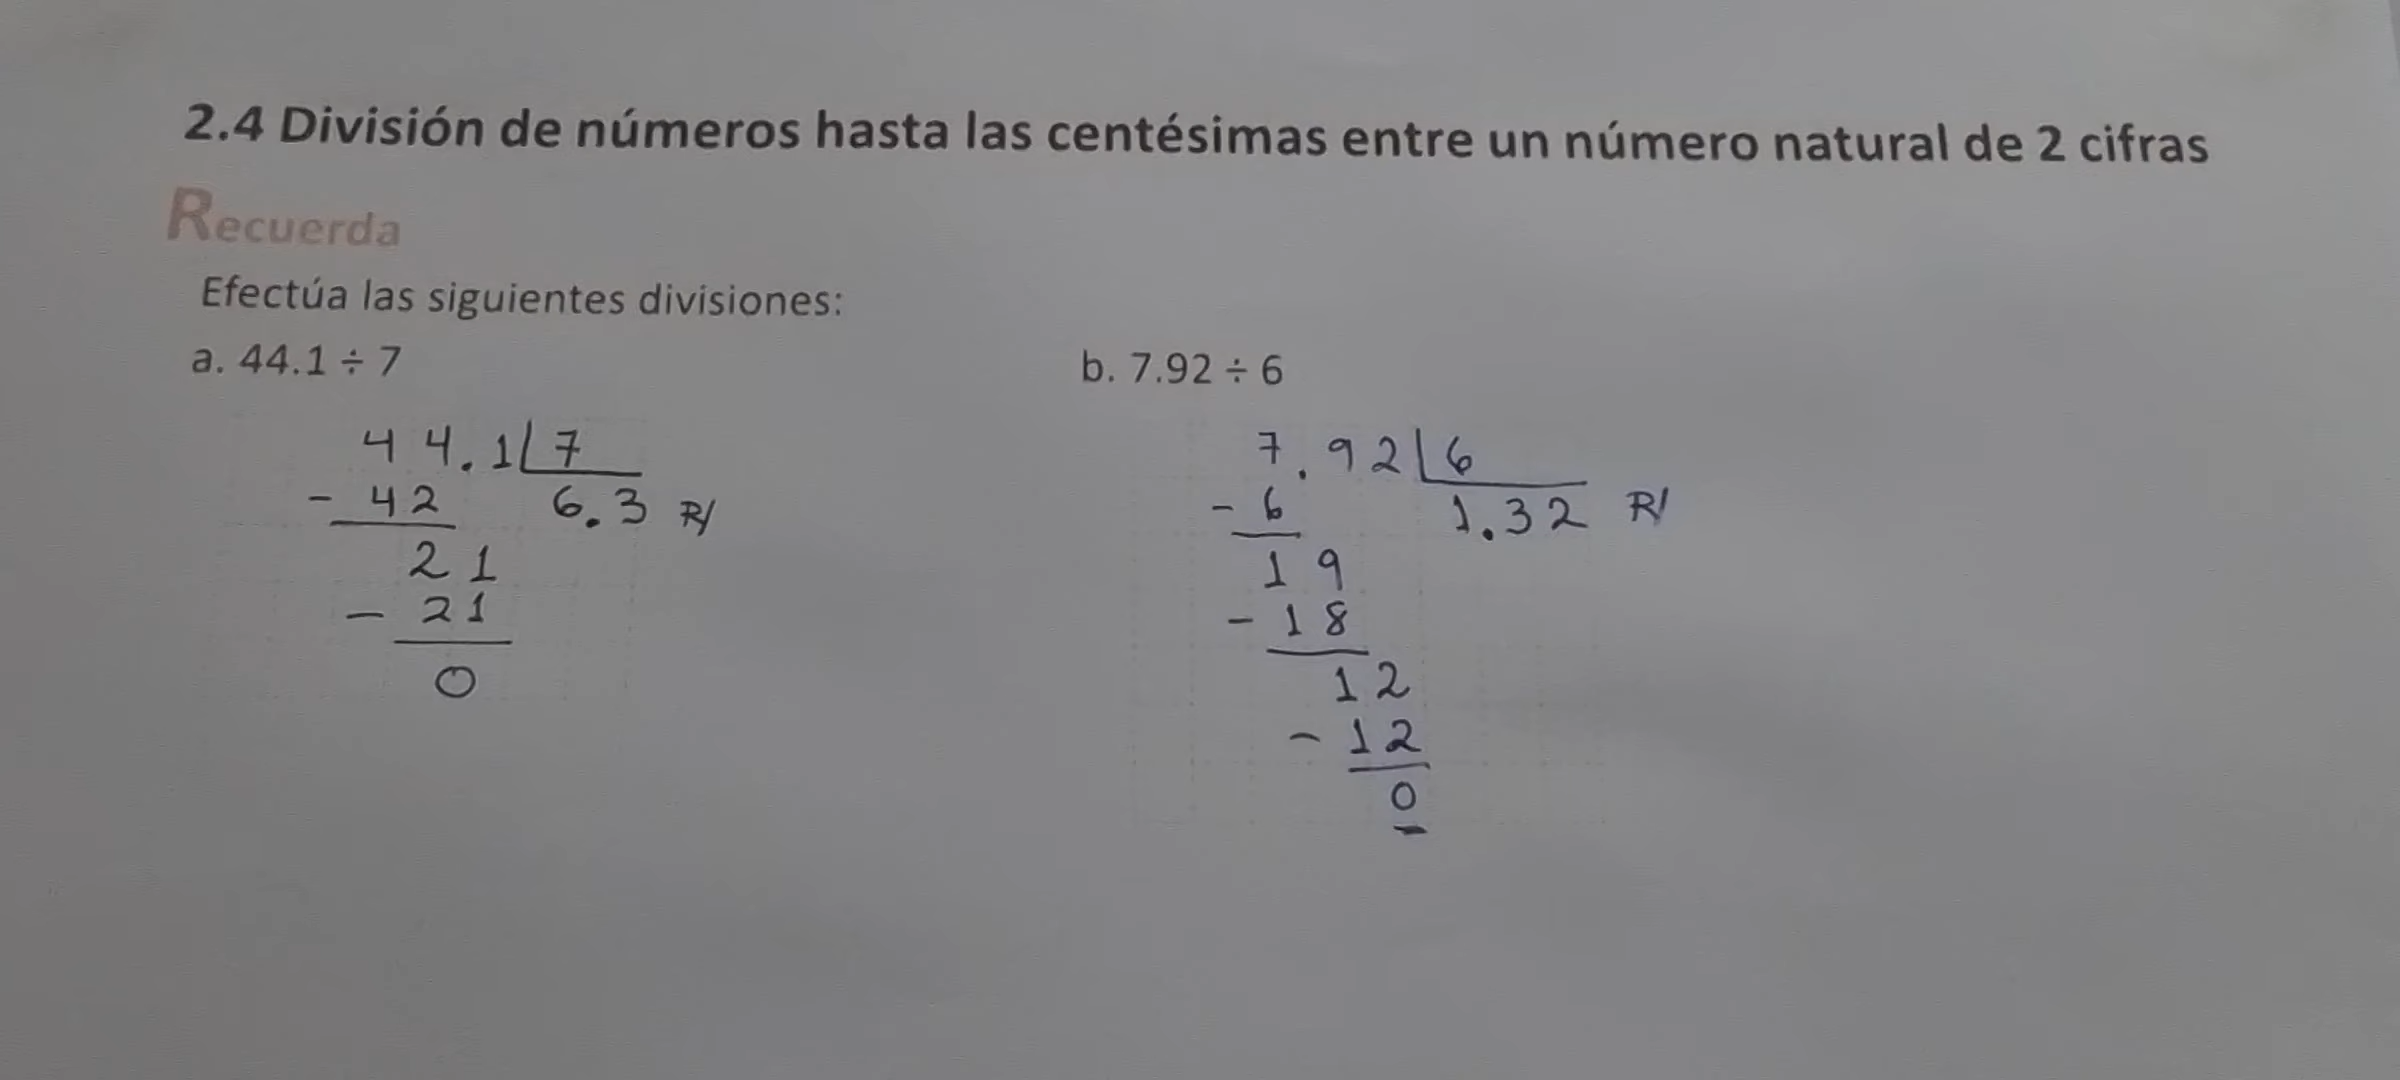 2.4 División de números hasta las centésimas entre un número natural de 2 cifras
Recuerda
Efectúa las siguientes divisiones:
a. 44.1 ÷ 7
44.1 7
- 42 6.3 R/
21
- 21
0
b. 7.92 ÷ 6
7.92 6
- 6 1.32 R/
19
- 18
12
- 12
0